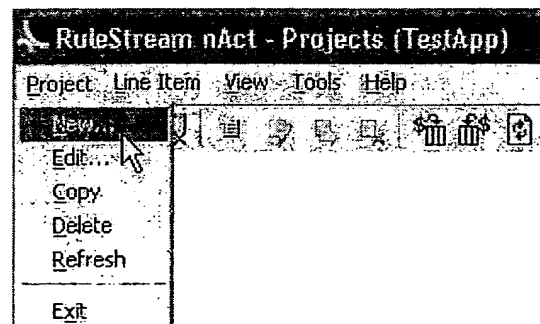 RuleStream nAct - Projects (TestApp)
Project Line Item View Tools Help
New...
Edit...
Copy
Delete
Refresh
Exit